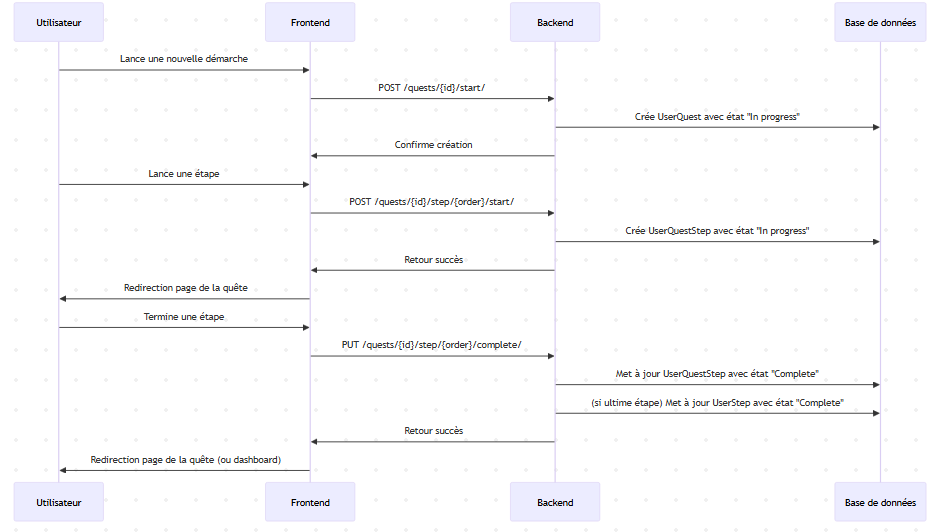 Utilisateur
Frontend
Backend
Base de données
Lance une nouvelle démarche
POST /quests/{id}/start/
Crée UserQuest avec état "In progress"
Confirme création
Lance une étape
POST /quests/{id}/step/{order}/start/
Crée UserQuestStep avec état "In progress"
Retour succès
Redirection page de la quête
Termine une étape
PUT /quests/{id}/step/{order}/complete/
Met à jour UserQuestStep avec état "Complete"
(si ultime étape) Met à jour UserStep avec état "Complete"
Retour succès
Redirection page de la quête (ou dashboard)
Utilisateur
Frontend
Backend
Base de données